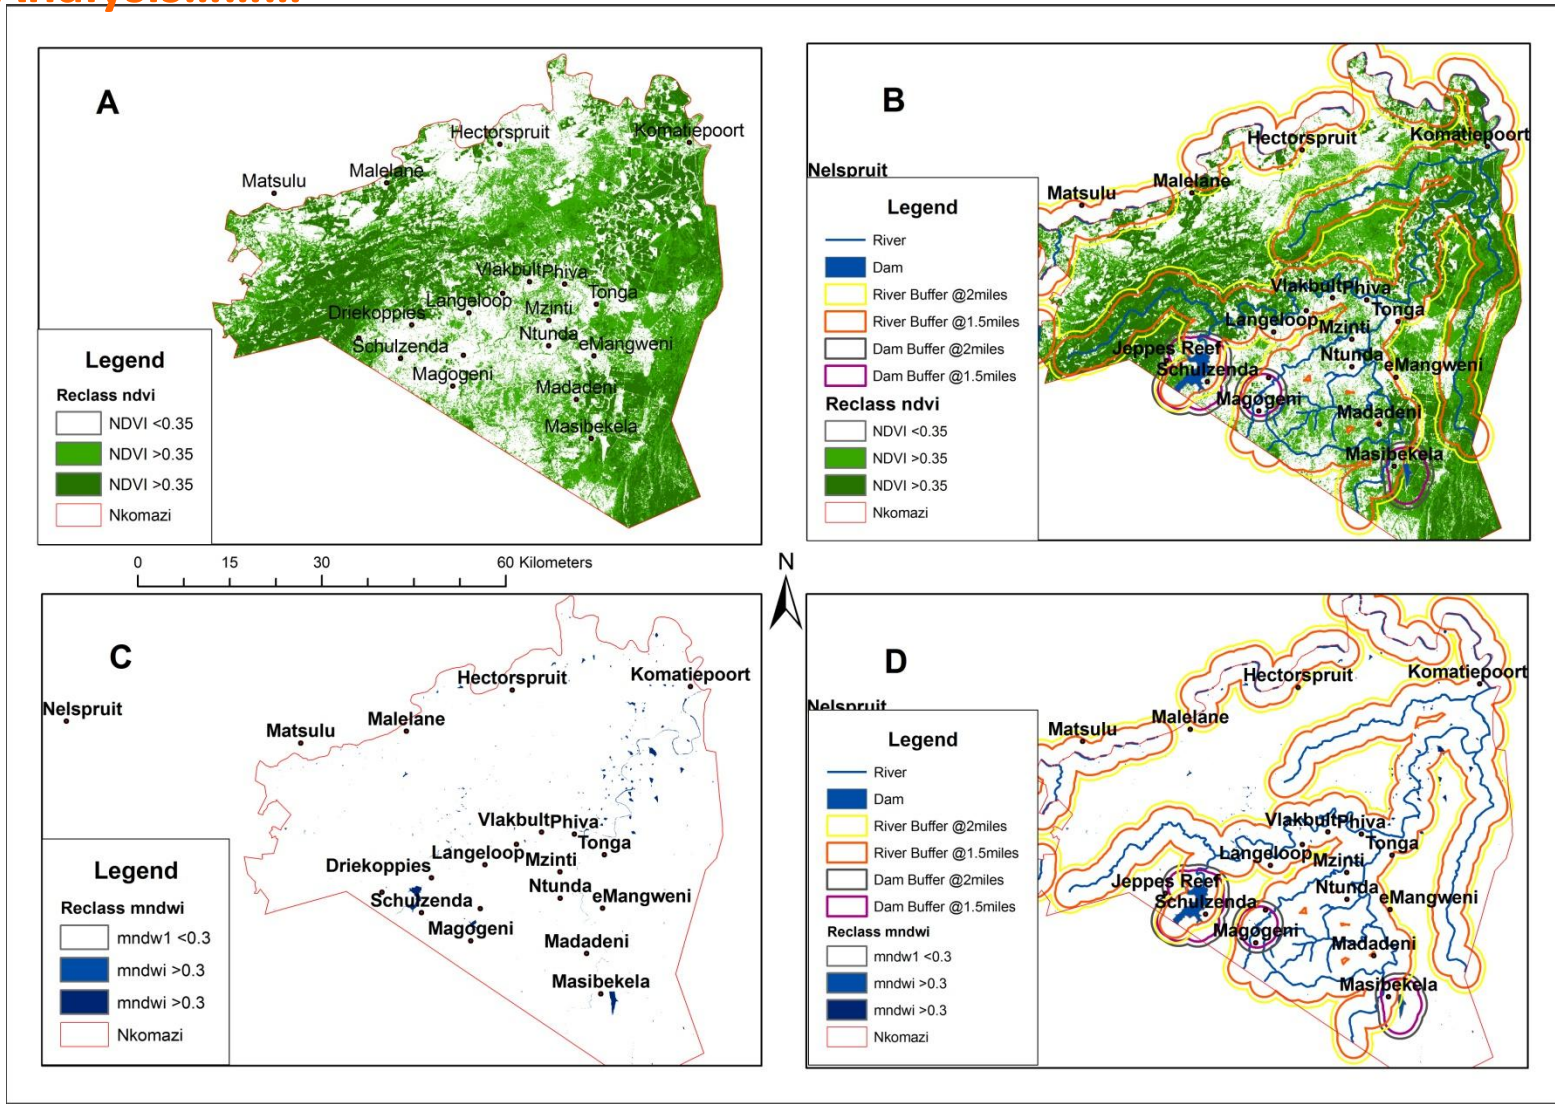 Analysis.........
A
Hectorspruit
Komatiepoort
Malelane
Matsulu
Vlakbult Phiva
Langeloop
Tonga
Driekoppies
Mzinti
Ntunda
Schulzenda
eMangweni
Magogeni
Madadeni
Masibekela
Legend
Reclass ndvi
NDVI <0.35
NDVI >0.35
NDVI >0.35
Nkomazi
B
Komatiepoort
Hectorspruit
Nelspruit
Malelane
Matsulu
Vlakbult Phiva
Tonga
Langeloop
Mzinti
Jeppes Reef
Ntunda
Schulzenda
eMangweni
Magogeni
Madadeni
Masibekela
Legend
River
Dam
River Buffer @2miles
River Buffer @1.5miles
Dam Buffer @2miles
Dam Buffer @1.5miles
Reclass ndvi
NDVI <0.35
NDVI >0.35
NDVI >0.35
Nkomazi
0 15 30 60 Kilometers
N
C
Hectorspruit
Komatiepoort
Nelspruit
Malelane
Matsulu
Vlakbult Phiva
Tonga
Langeloop
Mzinti
Driekoppies
Ntunda
Schulzenda
eMangweni
Magogeni
Madadeni
Masibekela
Legend
Reclass mndwi
mndw1 <0.3
mndwi >0.3
mndwi >0.3
Nkomazi
D
Hectorspruit
Komatiepoort
Nelspruit
Malelane
Matsulu
Vlakbult Phiva
Tonga
Langeloop
Mzinti
Jeppes Reef
Ntunda
Schulzenda
eMangweni
Magogeni
Madadeni
Masibekela
Legend
River
Dam
River Buffer @2miles
River Buffer @1.5miles
Dam Buffer @2miles
Dam Buffer @1.5miles
Reclass mndwi
mndw1 <0.3
mndwi >0.3
mndwi >0.3
Nkomazi